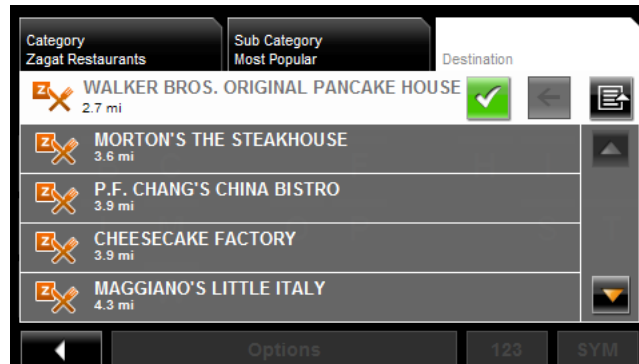 Category
Zagat Restaurants
Sub Category
Most Popular
Destination
Z
WALKER BROS. ORIGINAL PANCAKE HOUSE
2.7 mi
Z
MORTON'S THE STEAKHOUSE
3.6 mi
Z
P.F. CHANG'S CHINA BISTRO
3.9 mi
Z
CHEESECAKE FACTORY
3.9 mi
Z
MAGGIANO'S LITTLE ITALY
4.3 mi
Options
123
SYM